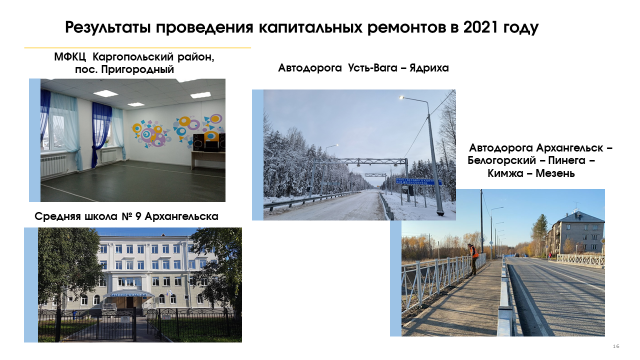 Результаты проведения капитальных ремонтов в 2021 году
МФКЦ Каргопольский район,
пос. Пригородный
Автодорога Усть-Вага – Ядриха
Автодорога Архангельск –
Белогорский – Пинега –
Кимжа – Мезень
Средняя школа № 9 Архангельска
16